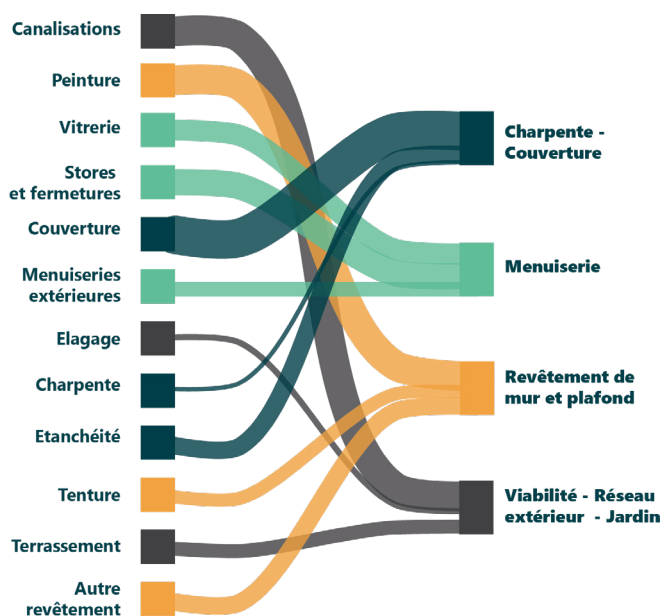 Canalisations
Peinture
Vitrerie
Stores
et fermetures
Couverture
Menuiseries
extérieures
Elagage
Charpente
Etanchéité
Tenture
Terrassement
Autre
revêtement
Charpente -
Couverture
Menuiserie
Revêtement de
mur et plafond
Viabilité - Réseau
extérieur - Jardin